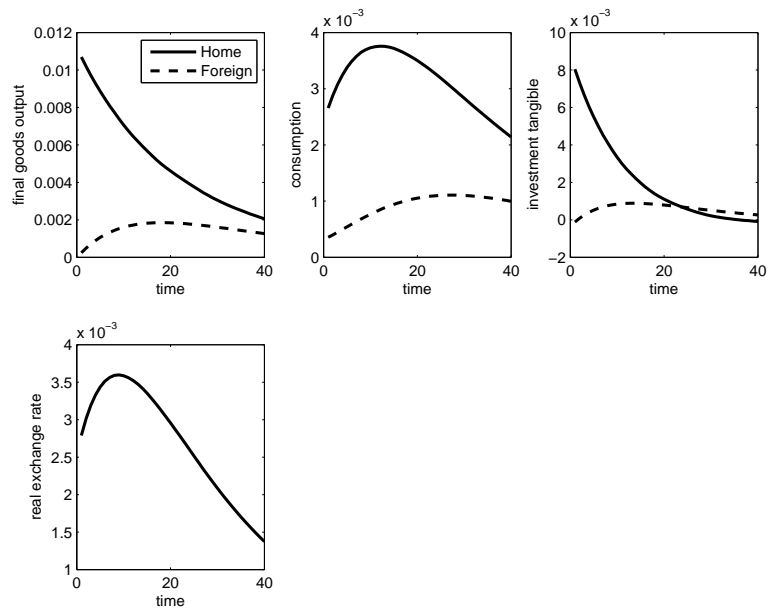 final goods output
0.012
0.01
0.008
0.006
0.004
0.002
0
0
20
40
time
Home
Foreign
x 10⁻³
consumption
4
3
2
1
0
0
20
40
time
x 10⁻³
investment tangible
10
8
6
4
2
0
−2
0
20
40
time
x 10⁻³
real exchange rate
4
3.5
3
2.5
2
1.5
1
0
20
40
time